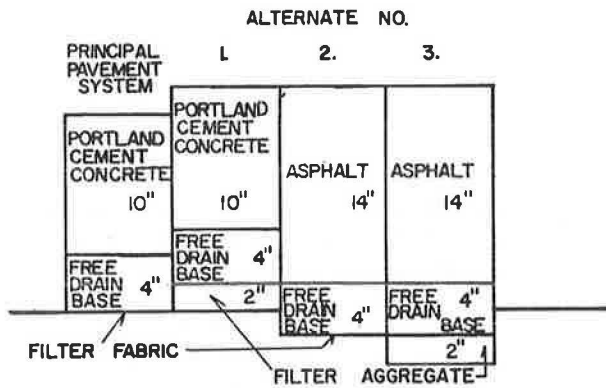 ALTERNATE NO.
PRINCIPAL
PAVEMENT
SYSTEM
1.
2.
3.
PORTLAND
CEMENT
CONCRETE
10"
FREE
DRAIN
BASE 4"
PORTLAND
CEMENT
CONCRETE
10"
FREE
DRAIN
BASE 4"
2"
ASPHALT
14"
FREE
DRAIN
BASE 4"
ASPHALT
14"
FREE 4"
DRAIN
BASE
2"
FILTER FABRIC
FILTER AGGREGATE